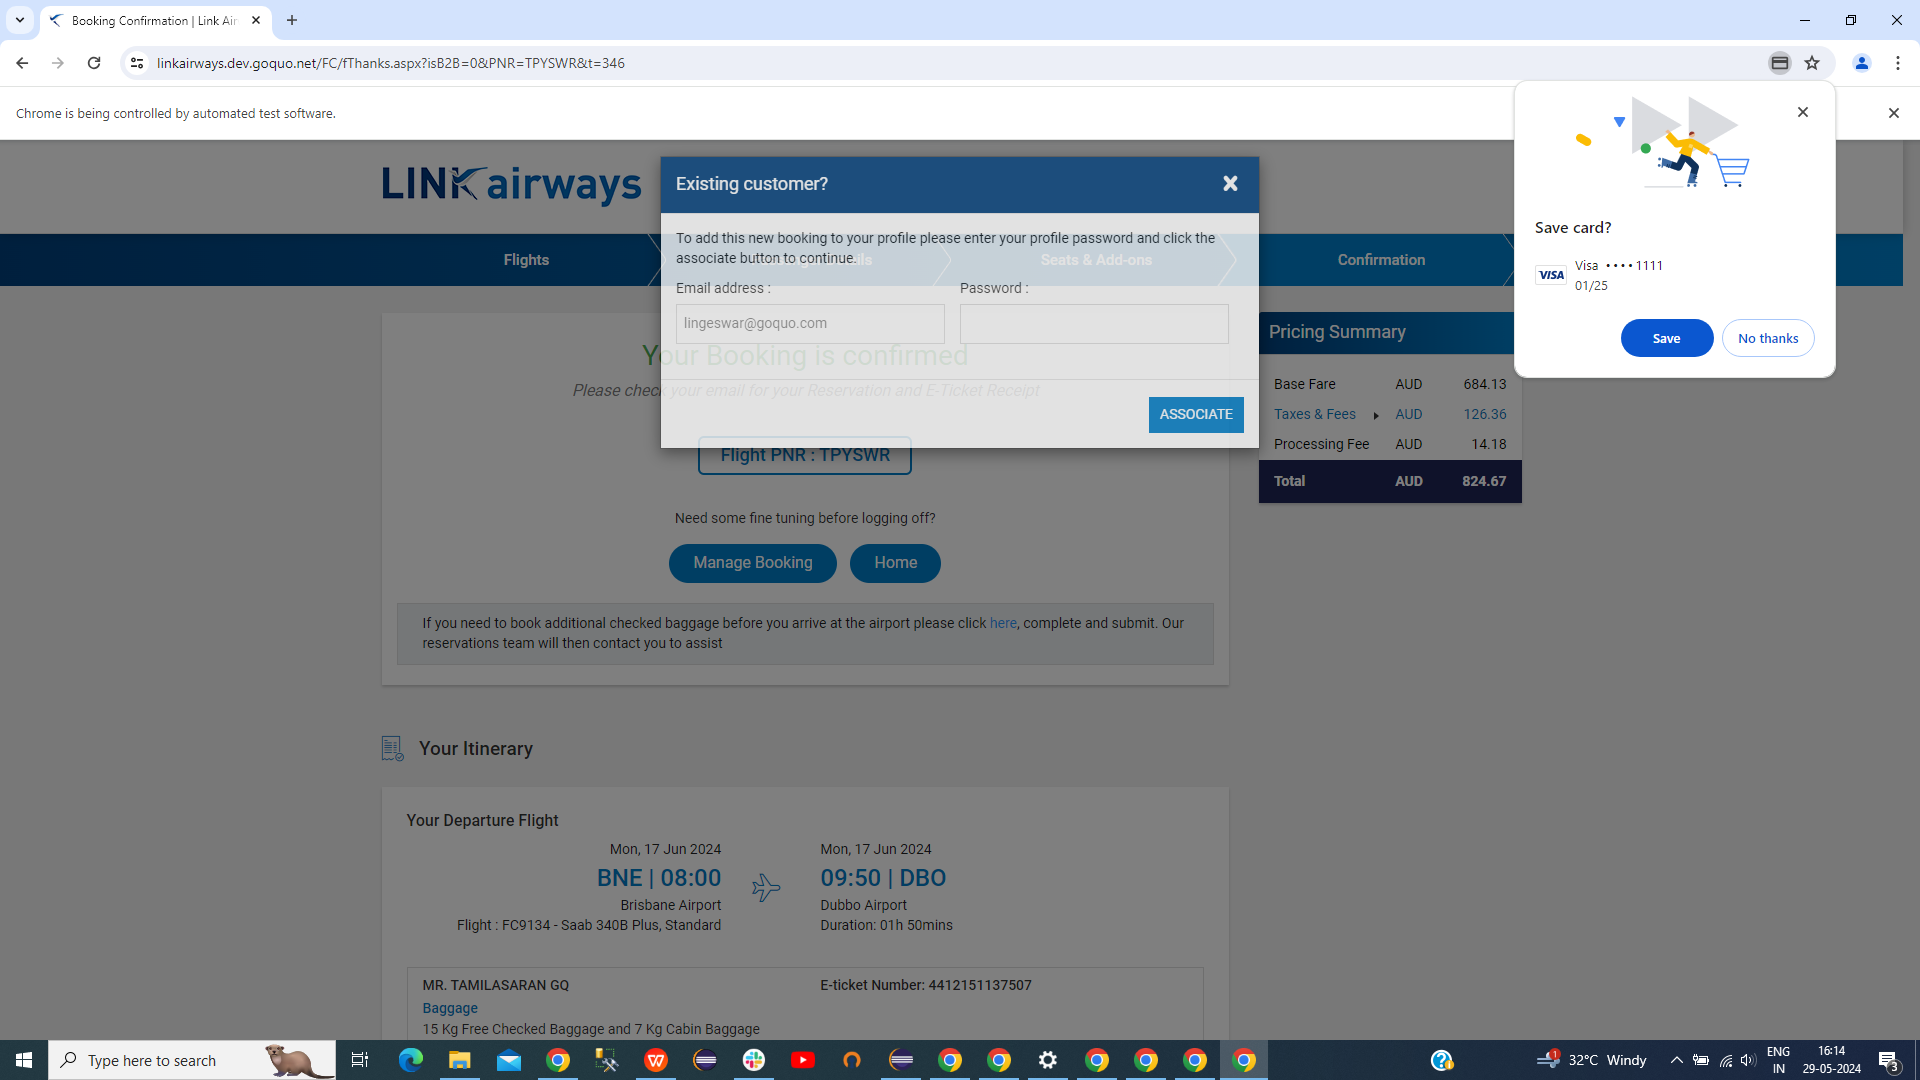 Booking Confirmation | Link Air
linkairways.dev.goquo.net/FC/fThanks.aspx?isB2B=0&PNR=TPYSWR&t=346
Chrome is being controlled by automated test software.
LINK airways
Existing customer?
To add this new booking to your profile please enter your profile password and click the
associate button to continue.
Email address :
Password :
lingeswar@goquo.com
ASSOCIATE
Flights
Seats & Add-ons
Confirmation
Your Booking is confirmed
Please check your email for your Reservation and E-Ticket Receipt
Flight PNR : TPYSWR
Need some fine tuning before logging off?
Manage Booking
Home
If you need to book additional checked baggage before you arrive at the airport please click here, complete and submit. Our
reservations team will then contact you to assist
Pricing Summary
Base Fare AUD 684.13
Taxes & Fees AUD 126.36
Processing Fee AUD 14.18
Total AUD 824.67
Save card?
VISA
Visa •••• 1111
01/25
Save
No thanks
Your Itinerary
Your Departure Flight
Mon, 17 Jun 2024
BNE | 08:00
Brisbane Airport
Flight : FC9134 - Saab 340B Plus, Standard
Mon, 17 Jun 2024
09:50 | DBO
Dubbo Airport
Duration: 01h 50mins
MR. TAMILASARAN GQ
E-ticket Number: 4412151137507
Baggage
15 Kg Free Checked Baggage and 7 Kg Cabin Baggage
Type here to search
1
32°C Windy
ENG
IN
16:14
29-05-2024
3